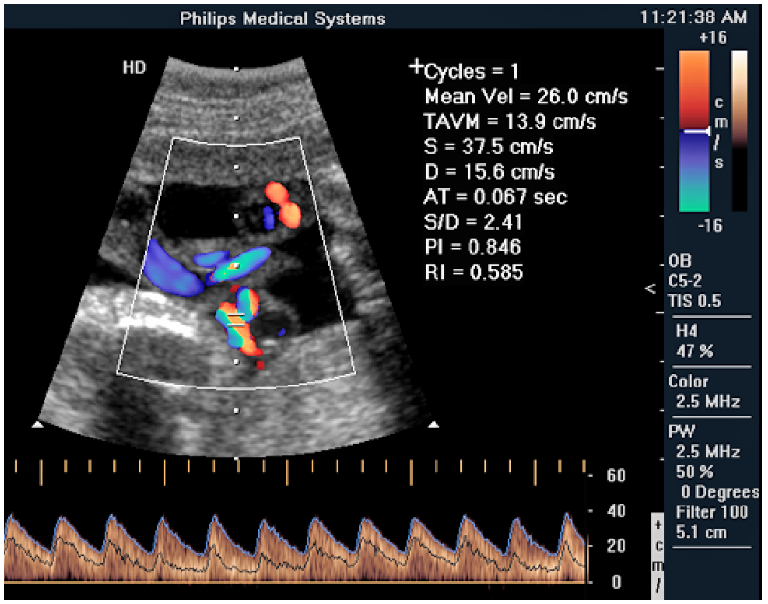 Philips Medical Systems
11:21:38 AM
HD
+Cycles = 1
Mean Vel = 26.0 cm/s
TAVM = 13.9 cm/s
S = 37.5 cm/s
D = 15.6 cm/s
AT = 0.067 sec
S/D = 2.41
PI = 0.846
RI = 0.585
+16
c
m
/
s
-16
<
OB
C5-2
TIS 0.5
H4
47 %
Color
2.5 MHz
PW
2.5 MHz
50 %
0 Degrees
Filter 100
5.1 cm
60
40
20
0
+
c
m
/